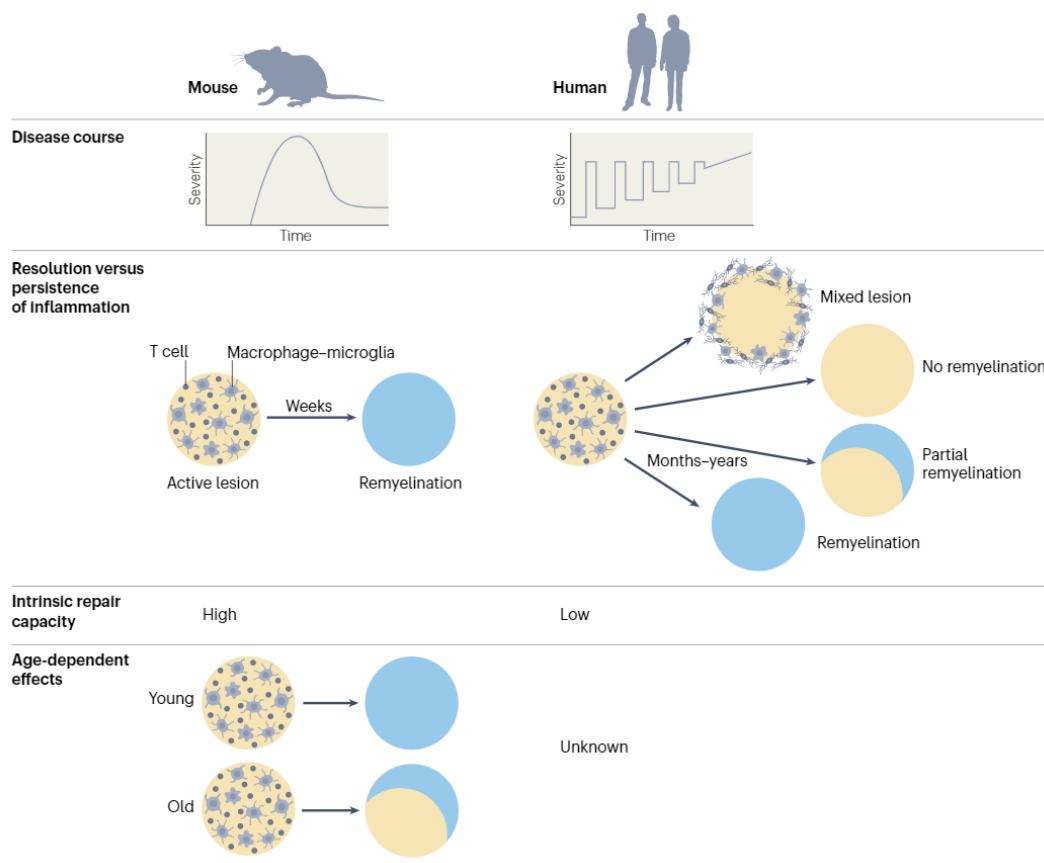 Mouse
Human
Disease course
Severity
Time
Severity
Time
Resolution versus
persistence
of inflammation
T cell
Macrophage–microglia
Weeks
Active lesion
Remyelination
Mixed lesion
No remyelination
Partial
remyelination
Months–years
Remyelination
Intrinsic repair
capacity
High
Low
Age-dependent
effects
Young
Old
Unknown